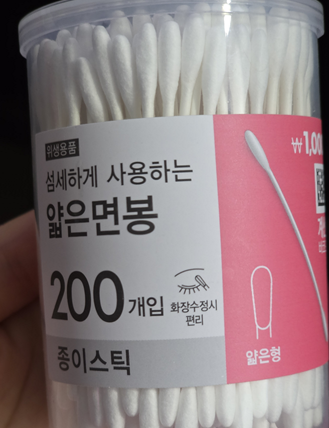 위생용품
섬세하게 사용하는
얇은면봉
200개입
화장수정시
편리
종이스틱
₩1,00
얇은형